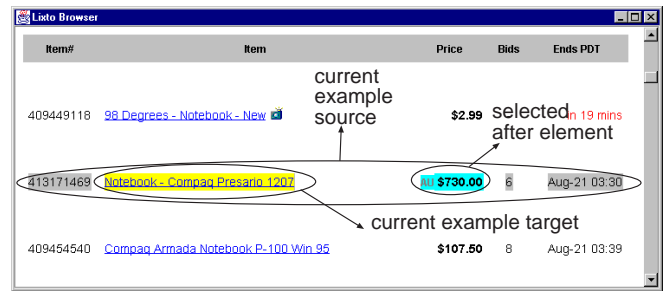 Lixto Browser
Item# Item Price Bids Ends PDT
current
example
source
selected
after element
409449118 98 Degrees - Notebook - New $2.99 in 19 mins
413171469 Notebook - Compaq Presario 1207 AU $730.00 6 Aug-21 03:30
current example target
409454540 Compaq Armada Notebook P-100 Win 95 $107.50 8 Aug-21 03:39